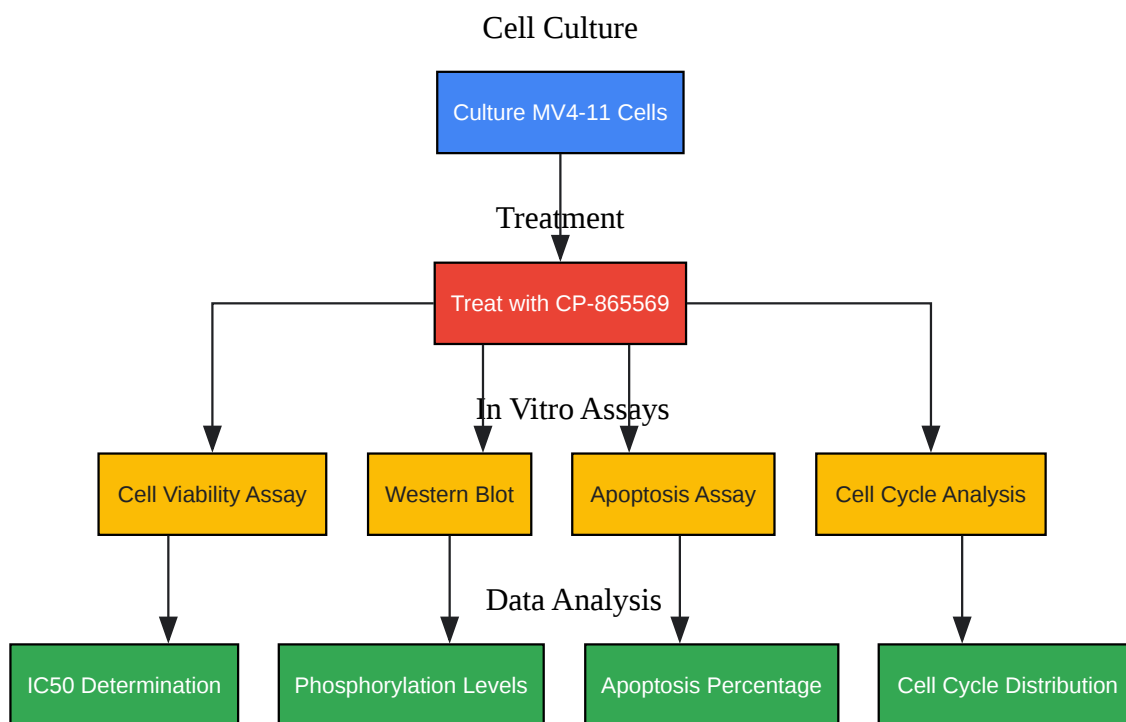 Cell Culture
Culture MV4-11 Cells
Treatment
Treat with CP-865569
In Vitro Assays
Cell Viability Assay
Western Blot
Apoptosis Assay
Cell Cycle Analysis
Data Analysis
IC50 Determination
Phosphorylation Levels
Apoptosis Percentage
Cell Cycle Distribution